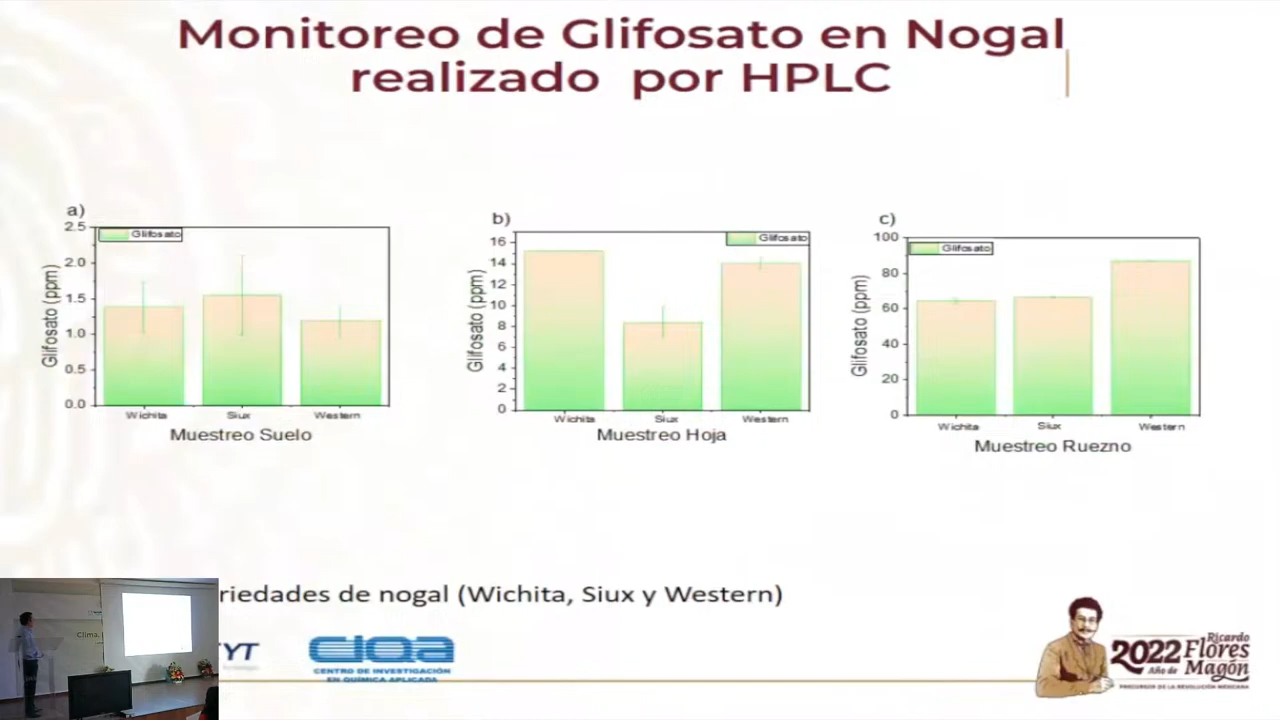 Monitoreo de Glifosato en Nogal
realizado por HPLC
a)
Glifosato
2.5
2.0
1.5
1.0
0.5
0.0
Glifosato (ppm)
Wichita
Siux
Western
Muestreo Suelo
b)
Glifosato
16
14
12
10
8
6
4
2
0
Glifosato (ppm)
Wichita
Siux
Western
Muestreo Hoja
c)
Glifosato
100
80
60
40
20
0
Glifosato (ppm)
Wichita
Siux
Western
Muestreo Ruezno
riedades de nogal (Wichita, Siux y Western)
Clima,
YT
CIQA
CENTRO DE INVESTIGACIÓN
EN QUÍMICA APLICADA
2022 Ricardo
Flores
Año de Magón
PRECURSOR DE LA REVOLUCIÓN MEXICANA